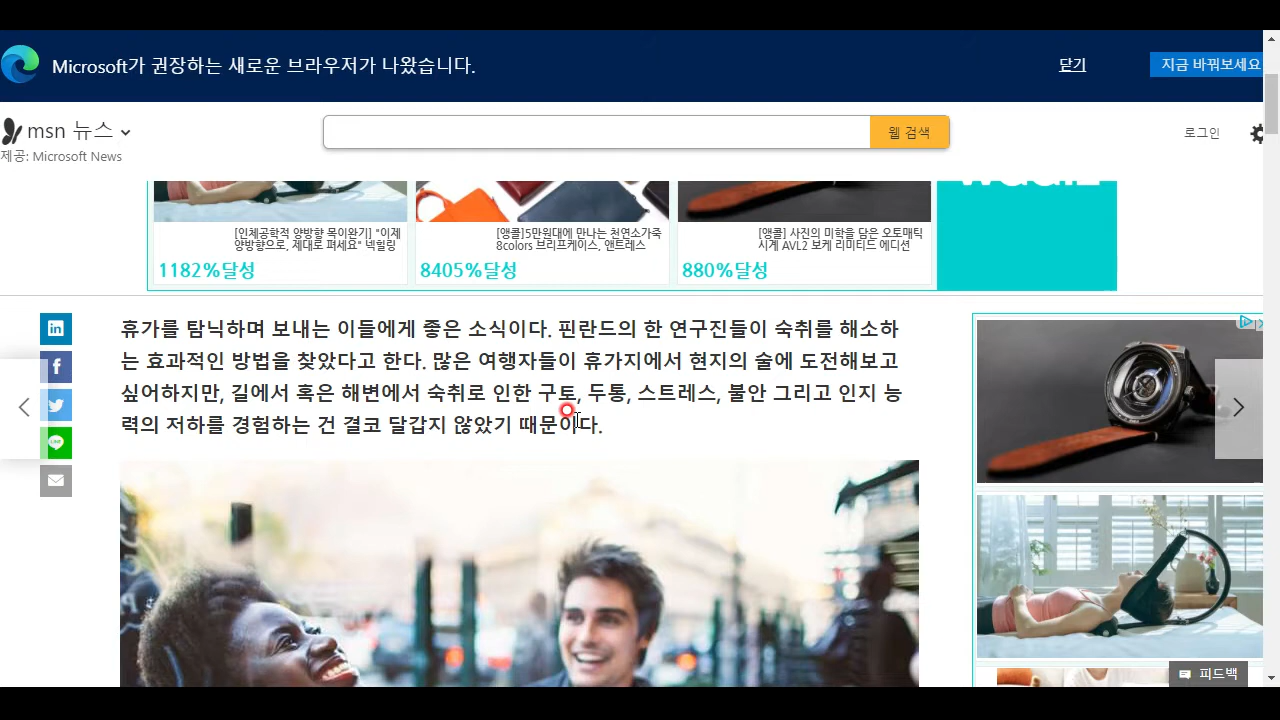 Microsoft가 권장하는 새로운 브라우저가 나왔습니다.
닫기
지금 바꿔보세요
msn 뉴스
웹 검색
로그인
제공: Microsoft News
[인체공학적 양방향 목이완기] "이제
양방향으로, 제대로 펴세요" 넥힐링
1182%달성
[앵콜]5만원대에 만나는 천연소가죽
8colors 브리프케이스, 앤트레스
8405%달성
[앵콜] 사진의 미학을 담은 오토매틱
시계 AVL2 보케 리미티드 에디션
880%달성
휴가를 탐닉하며 보내는 이들에게 좋은 소식이다. 핀란드의 한 연구진들이 숙취를 해소하
는 효과적인 방법을 찾았다고 한다. 많은 여행자들이 휴가지에서 현지의 술에 도전해보고
싶어하지만, 길에서 혹은 해변에서 숙취로 인한 구토, 두통, 스트레스, 불안 그리고 인지 능
력의 저하를 경험하는 건 결코 달갑지 않았기 때문이다.
피드백